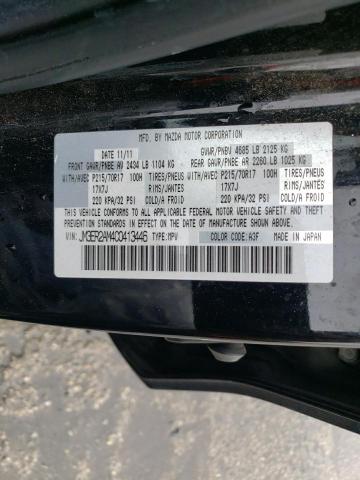 MFD. BY MAZDA MOTOR CORPORATION
DATE 11/11 GVWR/PNBV 4685 LB 2125 KG
FRONT GAWR/PNBE AV 2434 LB 1104 KG REAR GAWR/PNBE AR 2260 LB 1025 KG
WITH/AVEC P215/70R17 100H TIRES/PNEUS WITH/AVEC P215/70R17 100H TIRES/PNEUS
17X7J RIMS/JANTES 17X7J RIMS/JANTES
220 KPA/32 PSI COLD/A FROID 220 KPA/32 PSI COLD/A FROID
THIS VEHICLE CONFORMS TO ALL APPLICABLE FEDERAL MOTOR VEHICLE
SAFETY, BUMPER, AND THEFT PREVENTION STANDARDS IN EFFECT ON THE
DATE OF MANUFACTURE SHOWN ABOVE.
VIN: TYPE:MPV COLOR CODE:A3F MADE IN JAPAN